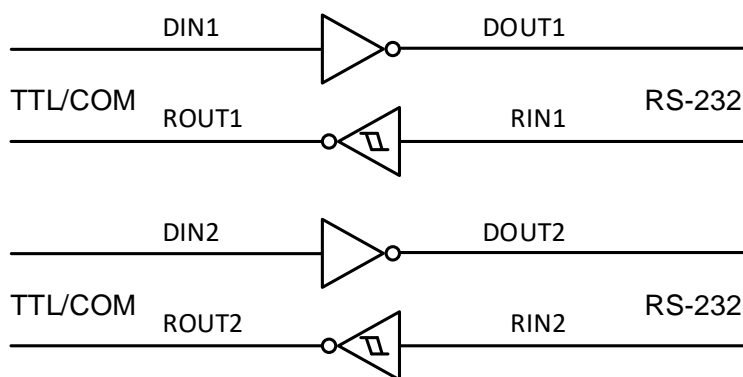 DIN1 DOUT1
TTL/COM RS-232
ROUT1 RIN1
DIN2 DOUT2
TTL/COM RS-232
ROUT2 RIN2